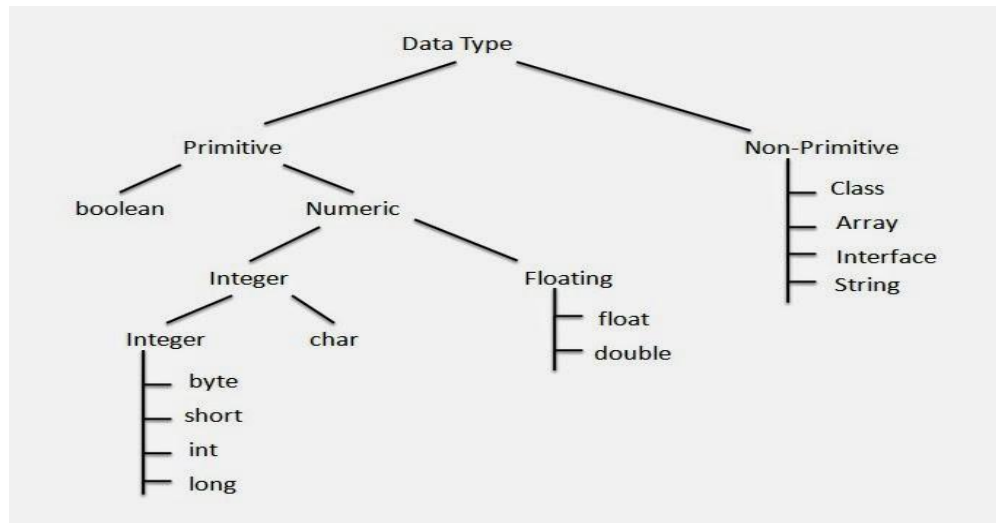 Data Type
Primitive
Non-Primitive
boolean
Numeric
Class
Array
Interface
String
Integer
Floating
float
double
Integer
char
byte
short
int
long